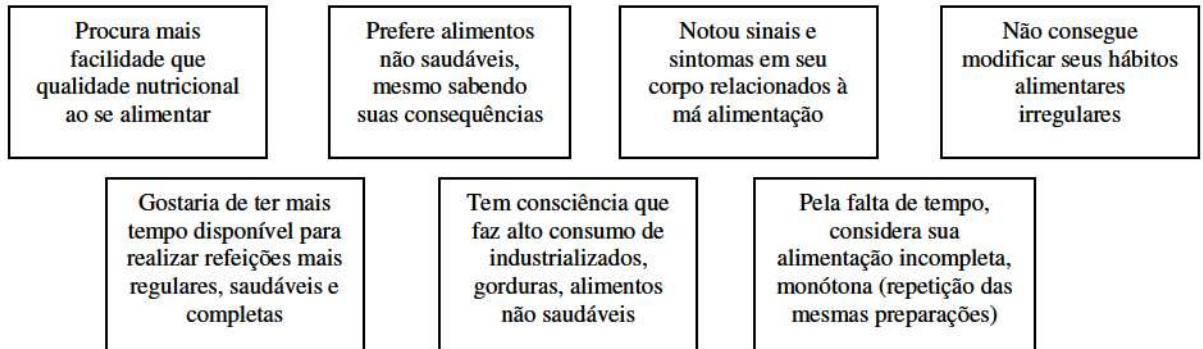 Procura mais
facilidade que
qualidade nutricional
ao se alimentar
Prefere alimentos
não saudáveis,
mesmo sabendo
suas consequências
Notou sinais e
sintomas em seu
corpo relacionados à
má alimentação
Não consegue
modificar seus hábitos
alimentares
irregulares
Gostaria de ter mais
tempo disponível para
realizar refeições mais
regulares, saudáveis e
completas
Tem consciência que
faz alto consumo de
industrializados,
gorduras, alimentos
não saudáveis
Pela falta de tempo,
considera sua
alimentação incompleta,
monótona (repetição das
mesmas preparações)